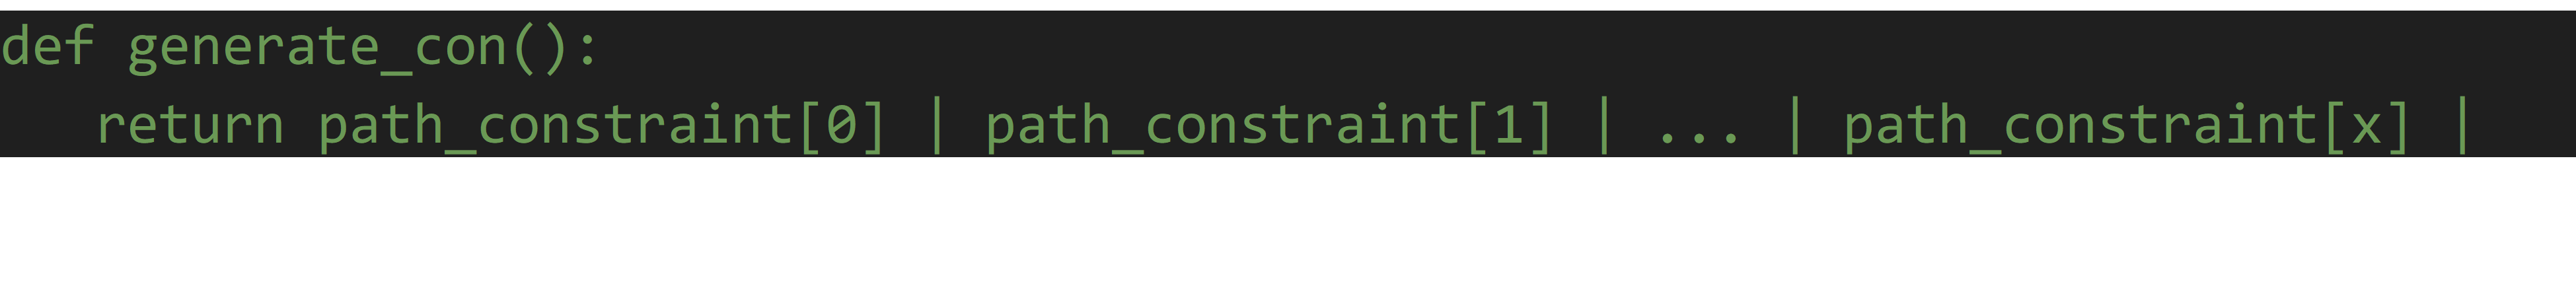 def generate_con():
return path_constraint[0] | path_constraint[1] | ... | path_constraint[x] |